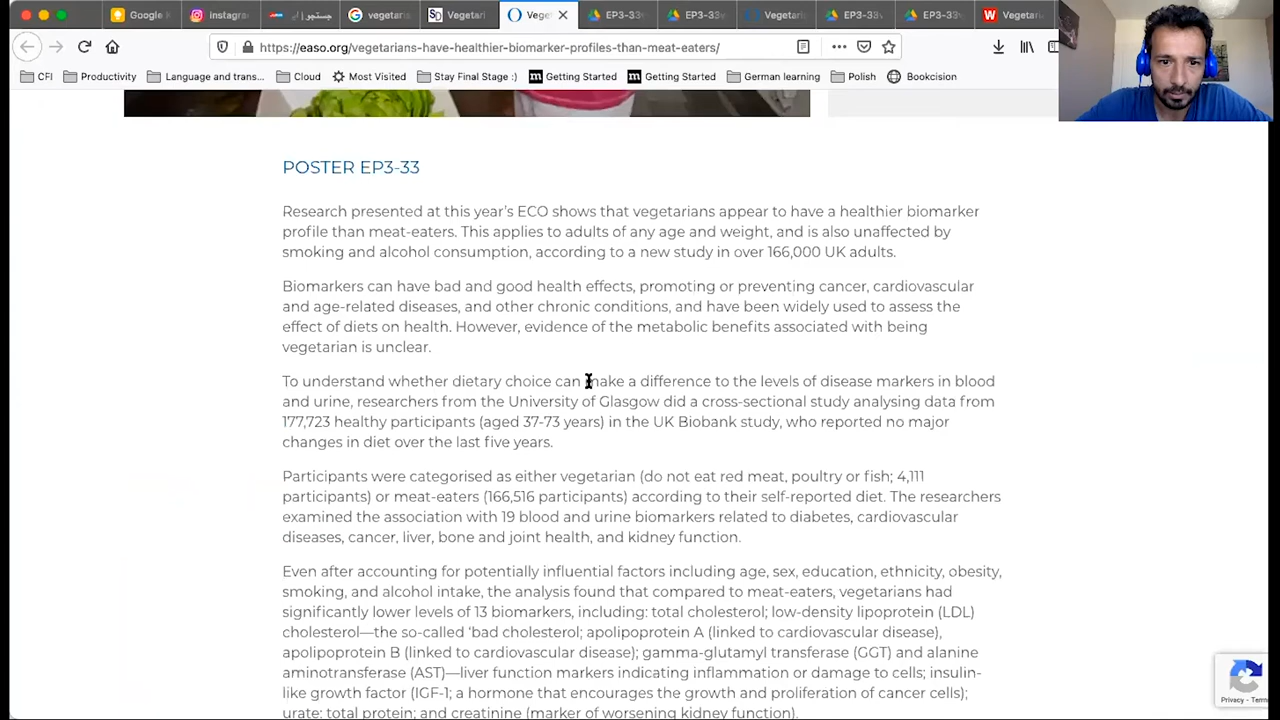 Google K
instagra
جستجو | ای
vegetaris
Vegetari
Veget
EP3-33
EP3-33v
Vegetaris
EP3-33v
EP3-33v
Vegetari
https://easo.org/vegetarians-have-healthier-biomarker-profiles-than-meat-eaters/
CFI
Productivity
Language and trans...
Cloud
Most Visited
Stay Final Stage :)
Getting Started
Getting Started
German learning
Polish
Bookcision
POSTER EP3-33
Research presented at this year's ECO shows that vegetarians appear to have a healthier biomarker
profile than meat-eaters. This applies to adults of any age and weight, and is also unaffected by
smoking and alcohol consumption, according to a new study in over 166,000 UK adults.
Biomarkers can have bad and good health effects, promoting or preventing cancer, cardiovascular
and age-related diseases, and other chronic conditions, and have been widely used to assess the
effect of diets on health. However, evidence of the metabolic benefits associated with being
vegetarian is unclear.
To understand whether dietary choice can make a difference to the levels of disease markers in blood
and urine, researchers from the University of Glasgow did a cross-sectional study analysing data from
177,723 healthy participants (aged 37-73 years) in the UK Biobank study, who reported no major
changes in diet over the last five years.
Participants were categorised as either vegetarian (do not eat red meat, poultry or fish; 4,111
participants) or meat-eaters (166,516 participants) according to their self-reported diet. The researchers
examined the association with 19 blood and urine biomarkers related to diabetes, cardiovascular
diseases, cancer, liver, bone and joint health, and kidney function.
Even after accounting for potentially influential factors including age, sex, education, ethnicity, obesity,
smoking, and alcohol intake, the analysis found that compared to meat-eaters, vegetarians had
significantly lower levels of 13 biomarkers, including: total cholesterol; low-density lipoprotein (LDL)
cholesterol—the so-called 'bad cholesterol; apolipoprotein A (linked to cardiovascular disease),
apolipoprotein B (linked to cardiovascular disease); gamma-glutamyl transferase (GGT) and alanine
aminotransferase (AST)—liver function markers indicating inflammation or damage to cells; insulin-
like growth factor (IGF-1; a hormone that encourages the growth and proliferation of cancer cells);
urate; total protein; and creatinine (marker of worsening kidney function).
Privacy - Term